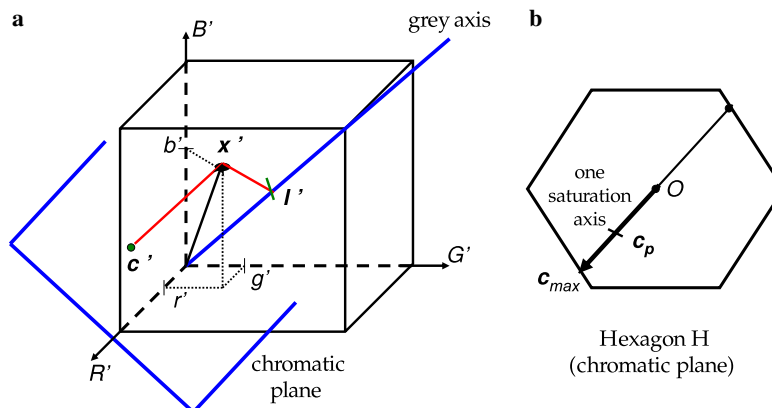 a
B'
grey axis
b'
x '
l '
c '
g'
G'
r'
R'
chromatic
plane
b
one
saturation
axis
O
c_p
c_max
Hexagon H
(chromatic plane)